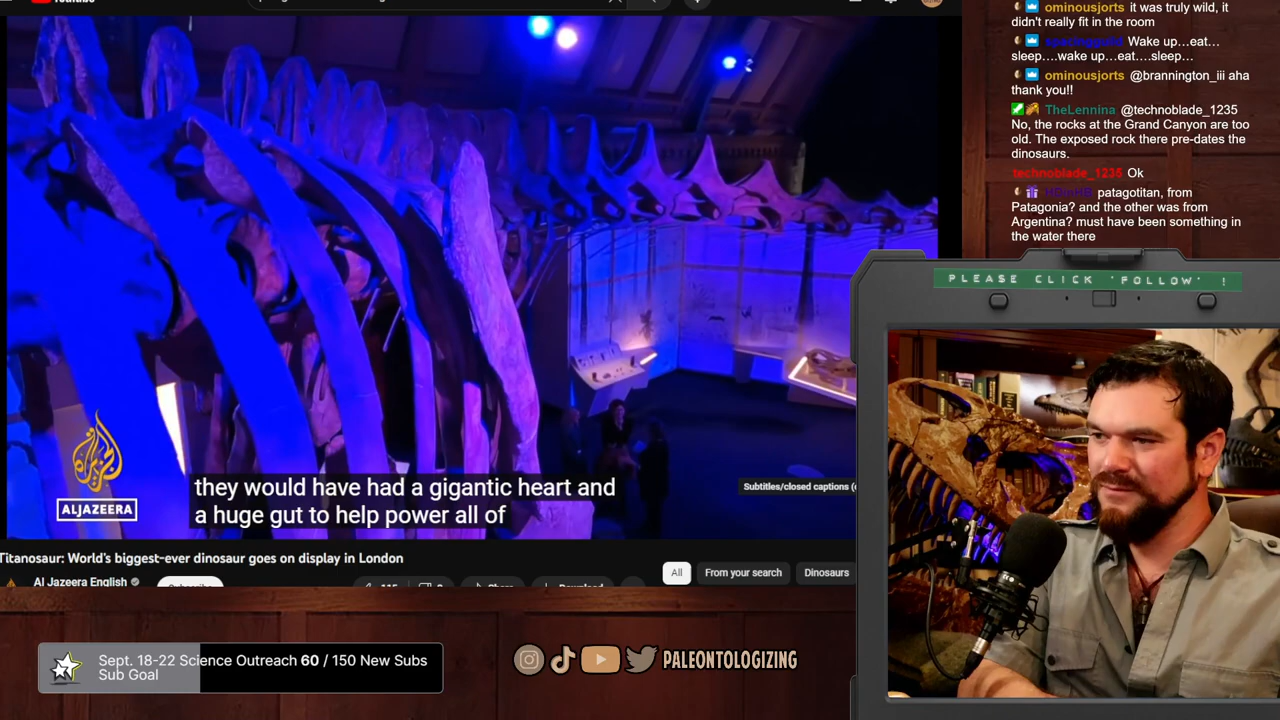 they would have had a gigantic heart and
a huge gut to help power all of
ALJAZEERA
Subtitles/closed captions (c
Titanosaur: World's biggest-ever dinosaur goes on display in London
Al Jazeera English
Subscribe
115
Share
Download
All
From your search
Dinosaurs
ominousjorts it was truly wild, it
didn't really fit in the room
Wake up...eat...
sleep....wake up...eat....sleep...
ominousjorts @brannington_iii aha
thank you!!
TheLennina @technoblade_1235
No, the rocks at the Grand Canyon are too
old. The exposed rock there pre-dates the
dinosaurs.
technoblade_1235 Ok
patagotitan, from
Patagonia? and the other was from
Argentina? must have been something in
the water there
PLEASE CLICK 'FOLLOW' !
Sept. 18-22 Science Outreach 60 / 150 New Subs
Sub Goal
PALEONTOLOGIZING